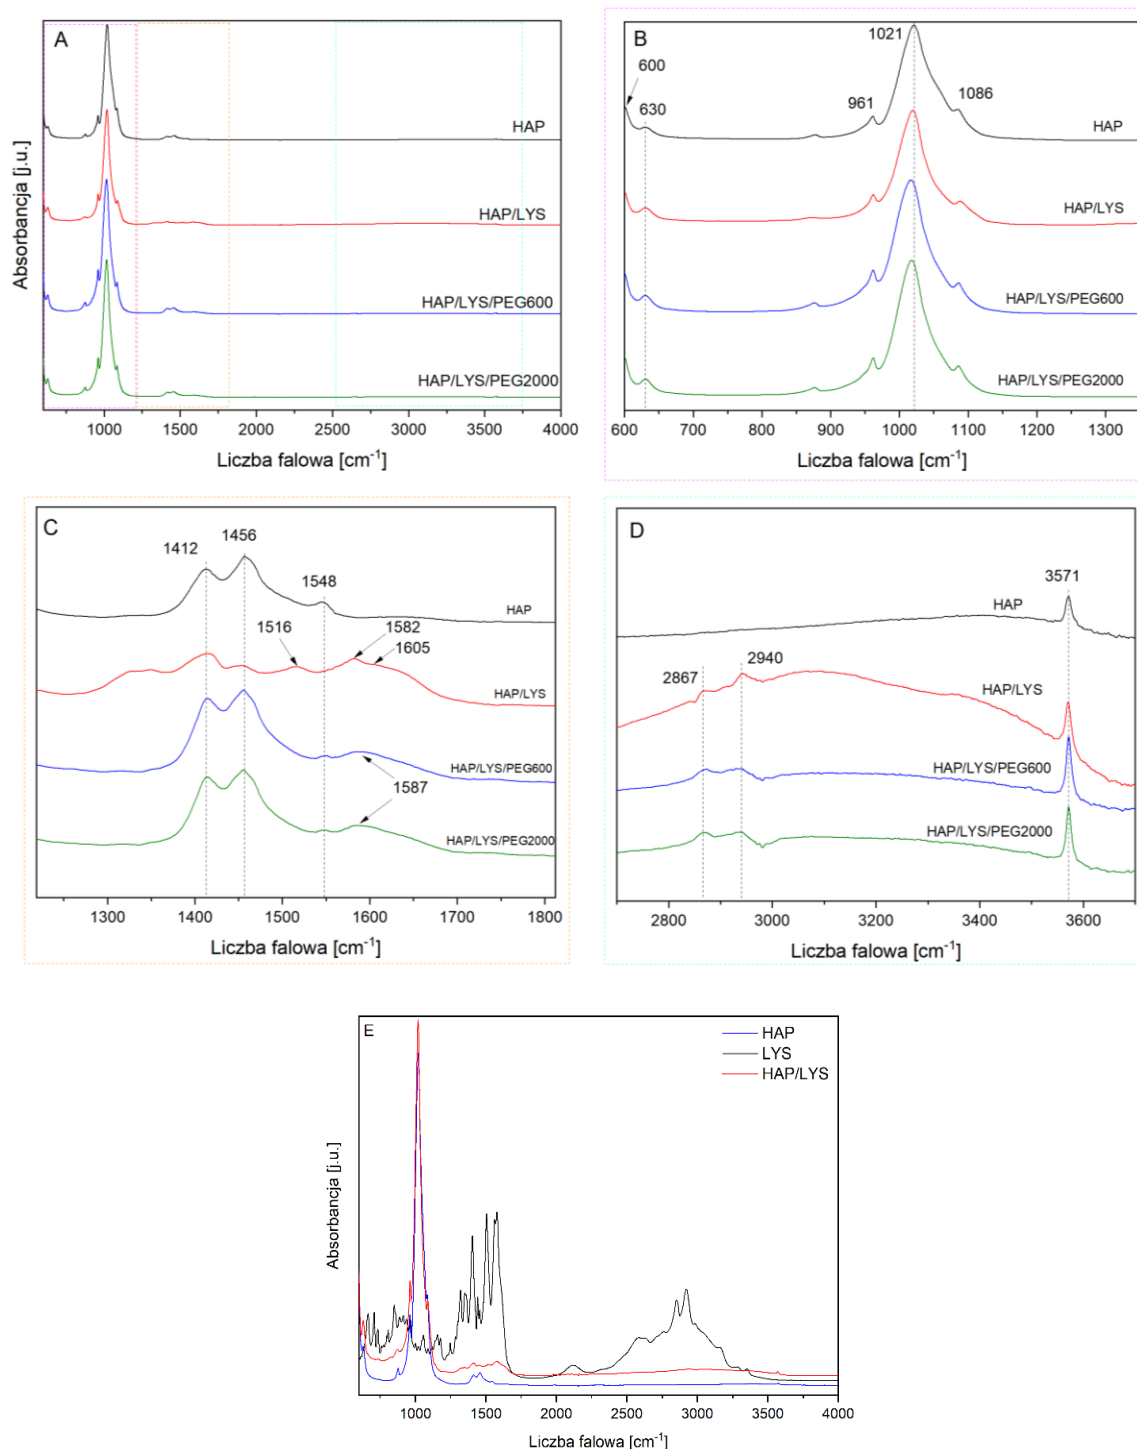 A
HAP
HAP/LYS
HAP/LYS/PEG600
HAP/LYS/PEG2000
Absorbancja [j.u.]
1000 1500 2000 2500 3000 3500 4000
Liczba falowa [cm⁻¹]
B
1021
600
630
961
1086
HAP
HAP/LYS
HAP/LYS/PEG600
HAP/LYS/PEG2000
600 700 800 900 1000 1100 1200 1300
Liczba falowa [cm⁻¹]
C
1412
1456
1548
HAP
1516
1582
1605
HAP/LYS
HAP/LYS/PEG600
1587
HAP/LYS/PEG2000
1300 1400 1500 1600 1700 1800
Liczba falowa [cm⁻¹]
D
3571
HAP
2867
2940
HAP/LYS
HAP/LYS/PEG600
HAP/LYS/PEG2000
2800 3000 3200 3400 3600
Liczba falowa [cm⁻¹]
E
HAP
LYS
HAP/LYS
Absorbancja [j.u.]
1000 1500 2000 2500 3000 3500 4000
Liczba falowa [cm⁻¹]